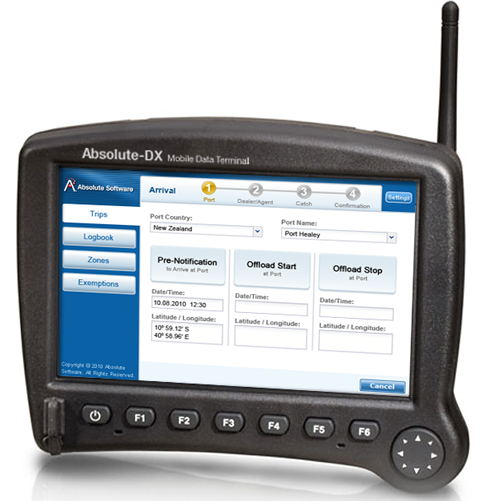 Absolute-DX Mobile Data Terminal
Absolute Software
Arrival
1
2
3
4
Port
Dealer/Agent
Catch
Confirmation
Settings
Trips
Logbook
Zones
Exemptions
Port Country:
New Zealand
Port Name:
Port Healey
Pre-Notification
to Arrive at Port
Offload Start
at Port
Offload Stop
at Port
Date/Time:
10.08.2010 12:30
Latitude / Longitude:
10º 59.12' S
40º 58.96' E
Date/Time:
Latitude / Longitude:
Date/Time:
Latitude / Longitude:
Copyright © 2010 Absolute
Software. All Rights Reserved.
Cancel
F1
F2
F3
F4
F5
F6